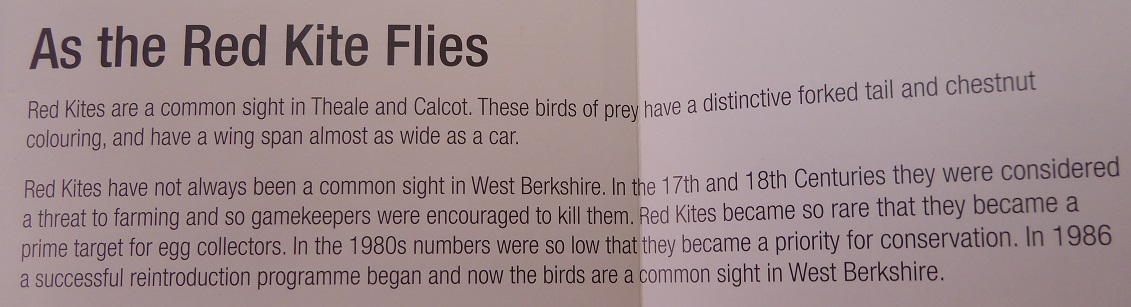 As the Red Kite Flies
Red Kites are a common sight in Theale and Calcot. These birds of prey have a distinctive forked tail and chestnut
colouring, and have a wing span almost as wide as a car.
Red Kites have not always been a common sight in West Berkshire. In the 17th and 18th Centuries they were considered
a threat to farming and so gamekeepers were encouraged to kill them. Red Kites became so rare that they became a
prime target for egg collectors. In the 1980s numbers were so low that they became a priority for conservation. In 1986
a successful reintroduction programme began and now the birds are a common sight in West Berkshire.